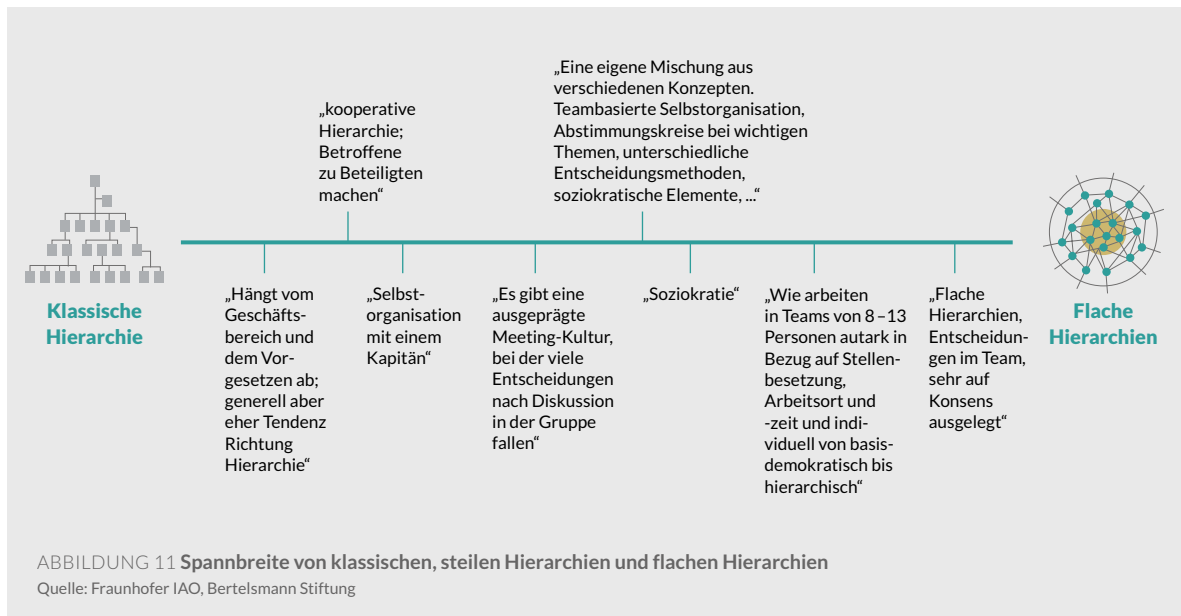 „Eine eigene Mischung aus
verschiedenen Konzepten.
Teambasierte Selbstorganisation,
Abstimmungskreise bei wichtigen
Themen, unterschiedliche
Entscheidungsmethoden,
soziokratische Elemente, ...“
„kooperative
Hierarchie;
Betroffene
zu Beteiligten
machen“
Klassische
Hierarchie
„Hängt vom
Geschäfts-
bereich und
dem Vor-
gesetzen ab;
generell aber
eher Tendenz
Richtung
Hierarchie“
„Selbst-
organisation
mit einem
Kapitän“
„Es gibt eine
ausgeprägte
Meeting-Kultur,
bei der viele
Entscheidungen
nach Diskussion
in der Gruppe
fallen“
„Soziokratie“
„Wie arbeiten
in Teams von 8 – 13
Personen autark in
Bezug auf Stellen-
besetzung,
Arbeitsort und
-zeit und indi-
viduell von basis-
demokratisch bis
hierarchisch“
„Flache
Hierarchien,
Entscheidun-
gen im Team,
sehr auf
Konsens
ausgelegt“
Flache
Hierarchien
ABBILDUNG 11 Spannbreite von klassischen, steilen Hierarchien und flachen Hierarchien
Quelle: Fraunhofer IAO, Bertelsmann Stiftung